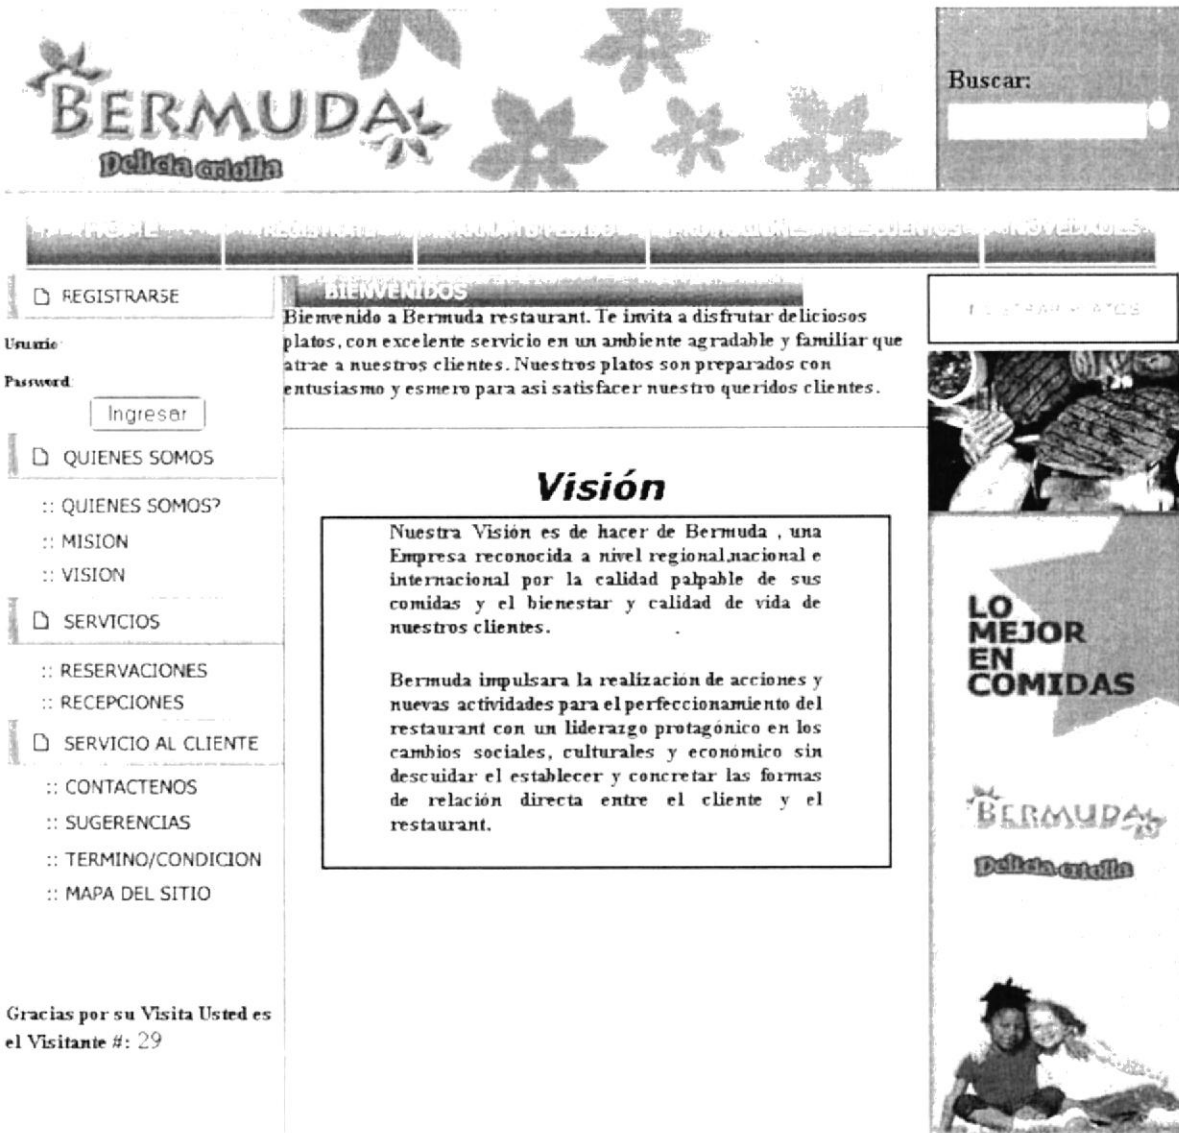 BERMUDA
Delicia criolla
Buscar:
HOME
BIENVENIDOS
REGISTRARSE
Usuario:
Password:
Ingresar
QUIENES SOMOS
:: QUIENES SOMOS?
:: MISION
:: VISION
SERVICIOS
:: RESERVACIONES
:: RECEPCIONES
SERVICIO AL CLIENTE
:: CONTACTENOS
:: SUGERENCIAS
:: TERMINO/CONDICION
:: MAPA DEL SITIO
Gracias por su Visita Usted es
el Visitante #: 29
Bienvenido a Bermuda restaurant. Te invita a disfrutar deliciosos
platos, con excelente servicio en un ambiente agradable y familiar que
atrae a nuestros clientes. Nuestros platos son preparados con
entusiasmo y esmero para asi satisfacer nuestro queridos clientes.
Visión
Nuestra Visión es de hacer de Bermuda , una
Empresa reconocida a nivel regional,nacional e
internacional por la calidad palpable de sus
comidas y el bienestar y calidad de vida de
nuestros clientes.
Bermuda impulsara la realización de acciones y
nuevas actividades para el perfeccionamiento del
restaurant con un liderazgo protagónico en los
cambios sociales, culturales y económico sin
descuidar el establecer y concretar las formas
de relación directa entre el cliente y el
restaurant.
LO
MEJOR
EN
COMIDAS
BERMUDA
Delicia criolla